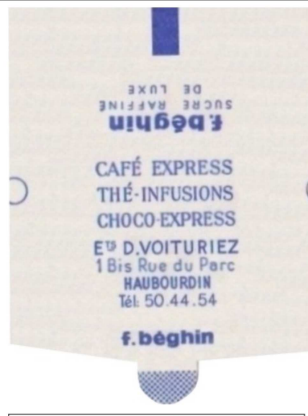 f.béghin
SUCRE RAFFINÉ
DE LUXE
CAFÉ EXPRESS
THÉ-INFUSIONS
CHOCO-EXPRESS
Ets D.VOITURIEZ
1 Bis Rue du Parc
HAUBOURDIN
Tél: 50.44.54
f.béghin